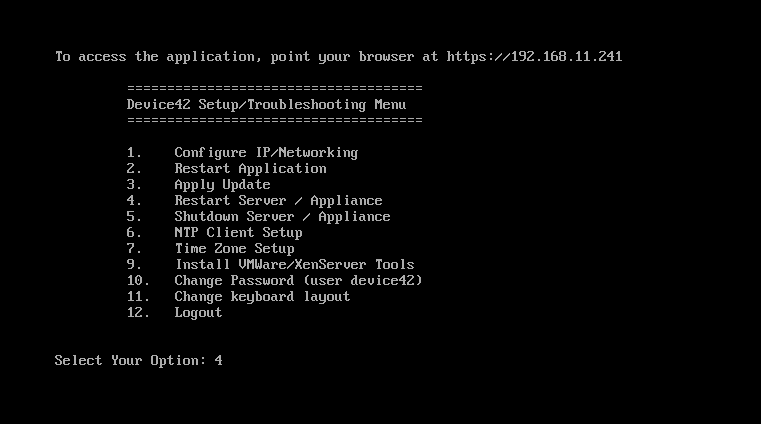 To access the application, point your browser at https://192.168.11.241
=====================================
Device42 Setup/Troubleshooting Menu
=====================================
1. Configure IP/Networking
2. Restart Application
3. Apply Update
4. Restart Server / Appliance
5. Shutdown Server / Appliance
6. NTP Client Setup
7. Time Zone Setup
9. Install VMWare/XenServer Tools
10. Change Password (user device42)
11. Change keyboard layout
12. Logout
Select Your Option: 4